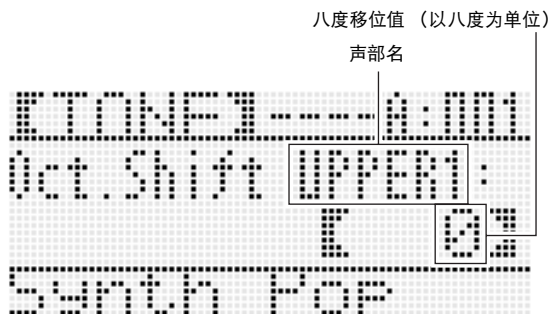 八度移位值 （以八度为单位）
声部名
【TONE】----A:001
Oct.Shift UPPER1:
【 0】
Synth Pop